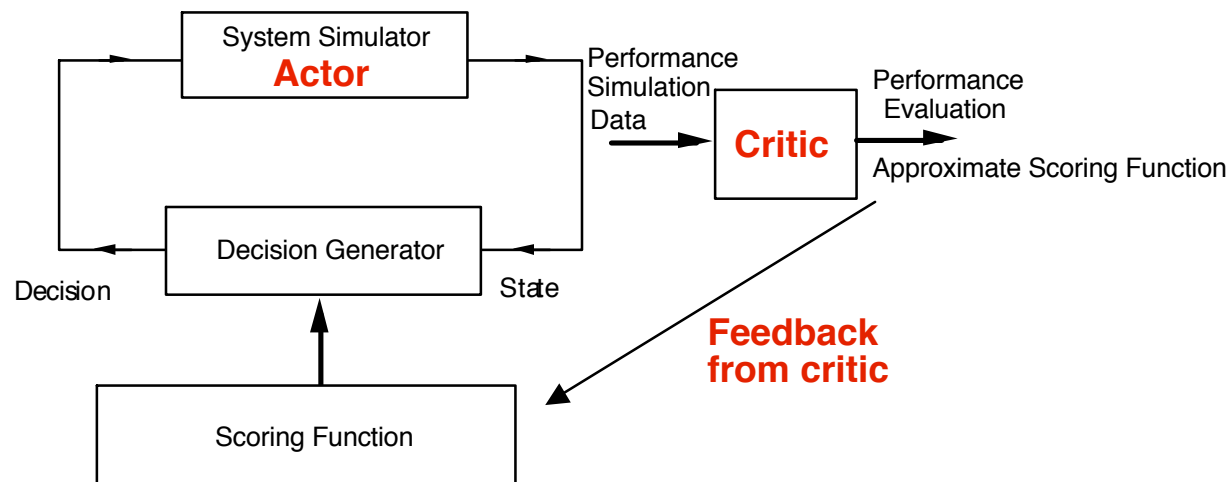 System Simulator
Actor
Performance
Simulation
Data
Critic
Performance
Evaluation
Approximate Scoring Function
Decision Generator
Decision
State
Feedback
from critic
Scoring Function